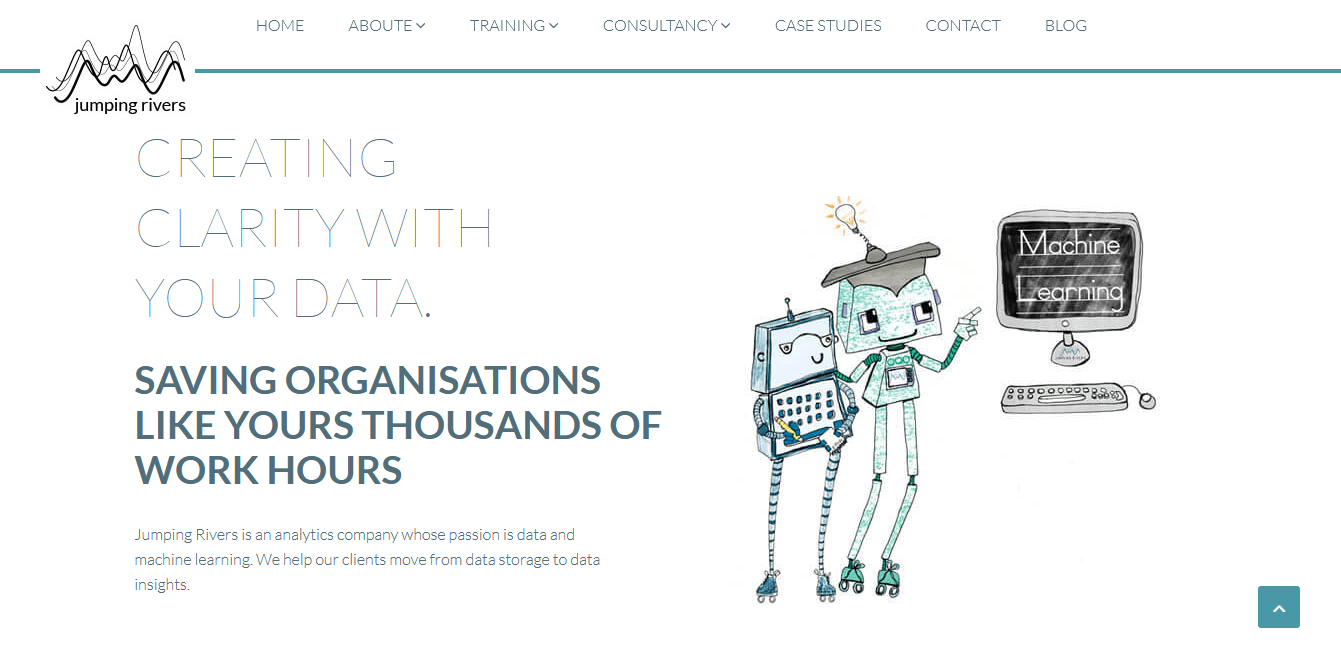 HOME ABOUTE TRAINING CONSULTANCY CASE STUDIES CONTACT BLOG
jumping rivers
CREATING
CLARITY WITH
YOUR DATA.
SAVING ORGANISATIONS
LIKE YOURS THOUSANDS OF
WORK HOURS
Jumping Rivers is an analytics company whose passion is data and
machine learning. We help our clients move from data storage to data
insights.
Machine
Learning